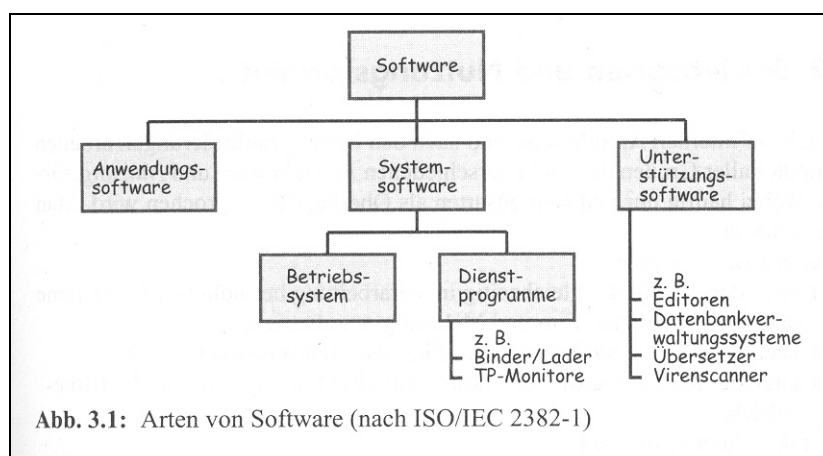 Software
Anwendungs-
software
System-
software
Unter-
stützungs-
software
Betriebs-
system
Dienst-
programme
z. B.
Binder/Lader
TP-Monitore
z. B.
Editoren
Datenbankver-
waltungssysteme
Übersetzer
Virenscanner
Abb. 3.1: Arten von Software (nach ISO/IEC 2382-1)